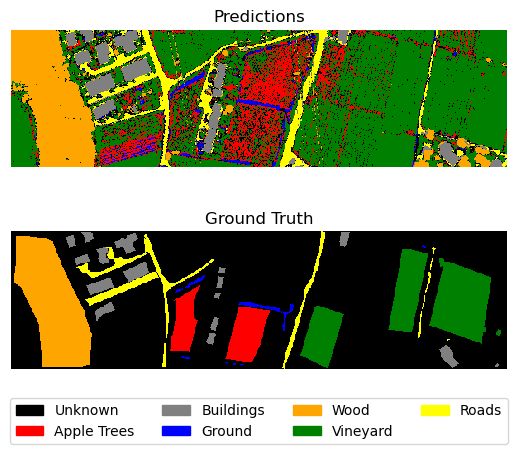 Predictions
Ground Truth
Unknown Buildings Wood Roads
Apple Trees Ground Vineyard